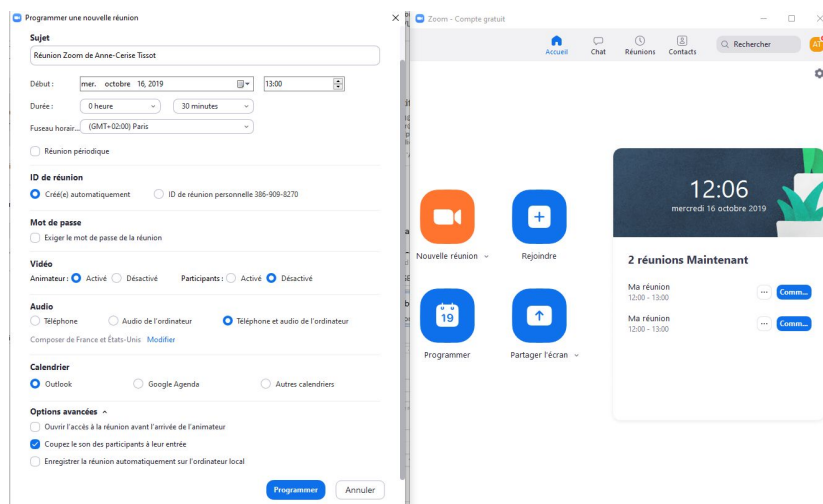 Programmer une nouvelle réunion
Sujet
Réunion Zoom de Anne-Cerise Tissot
Début : mer. octobre 16, 2019 13:00
Durée : 0 heure 30 minutes
Fuseau horair... (GMT+02:00) Paris
Réunion périodique
ID de réunion
Créé(e) automatiquement ID de réunion personnelle 386-909-8270
Mot de passe
Exiger le mot de passe de la réunion
Vidéo
Animateur : Activé Désactivé Participants : Activé Désactivé
Audio
Téléphone Audio de l'ordinateur Téléphone et audio de l'ordinateur
Composer de France et États-Unis Modifier
Calendrier
Outlook Google Agenda Autres calendriers
Options avancées
Ouvrir l'accès à la réunion avant l'arrivée de l'animateur
Coupez le son des participants à leur entrée
Enregistrer la réunion automatiquement sur l'ordinateur local
Programmer Annuler
Zoom - Compte gratuit
Accueil Chat Réunions Contacts Rechercher AT
Nouvelle réunion Rejoindre
19
Programmer Partager l'écran
12:06
mercredi 16 octobre 2019
2 réunions Maintenant
Ma réunion
12:00 - 13:00
Comm...
Ma réunion
12:00 - 13:00
Comm...